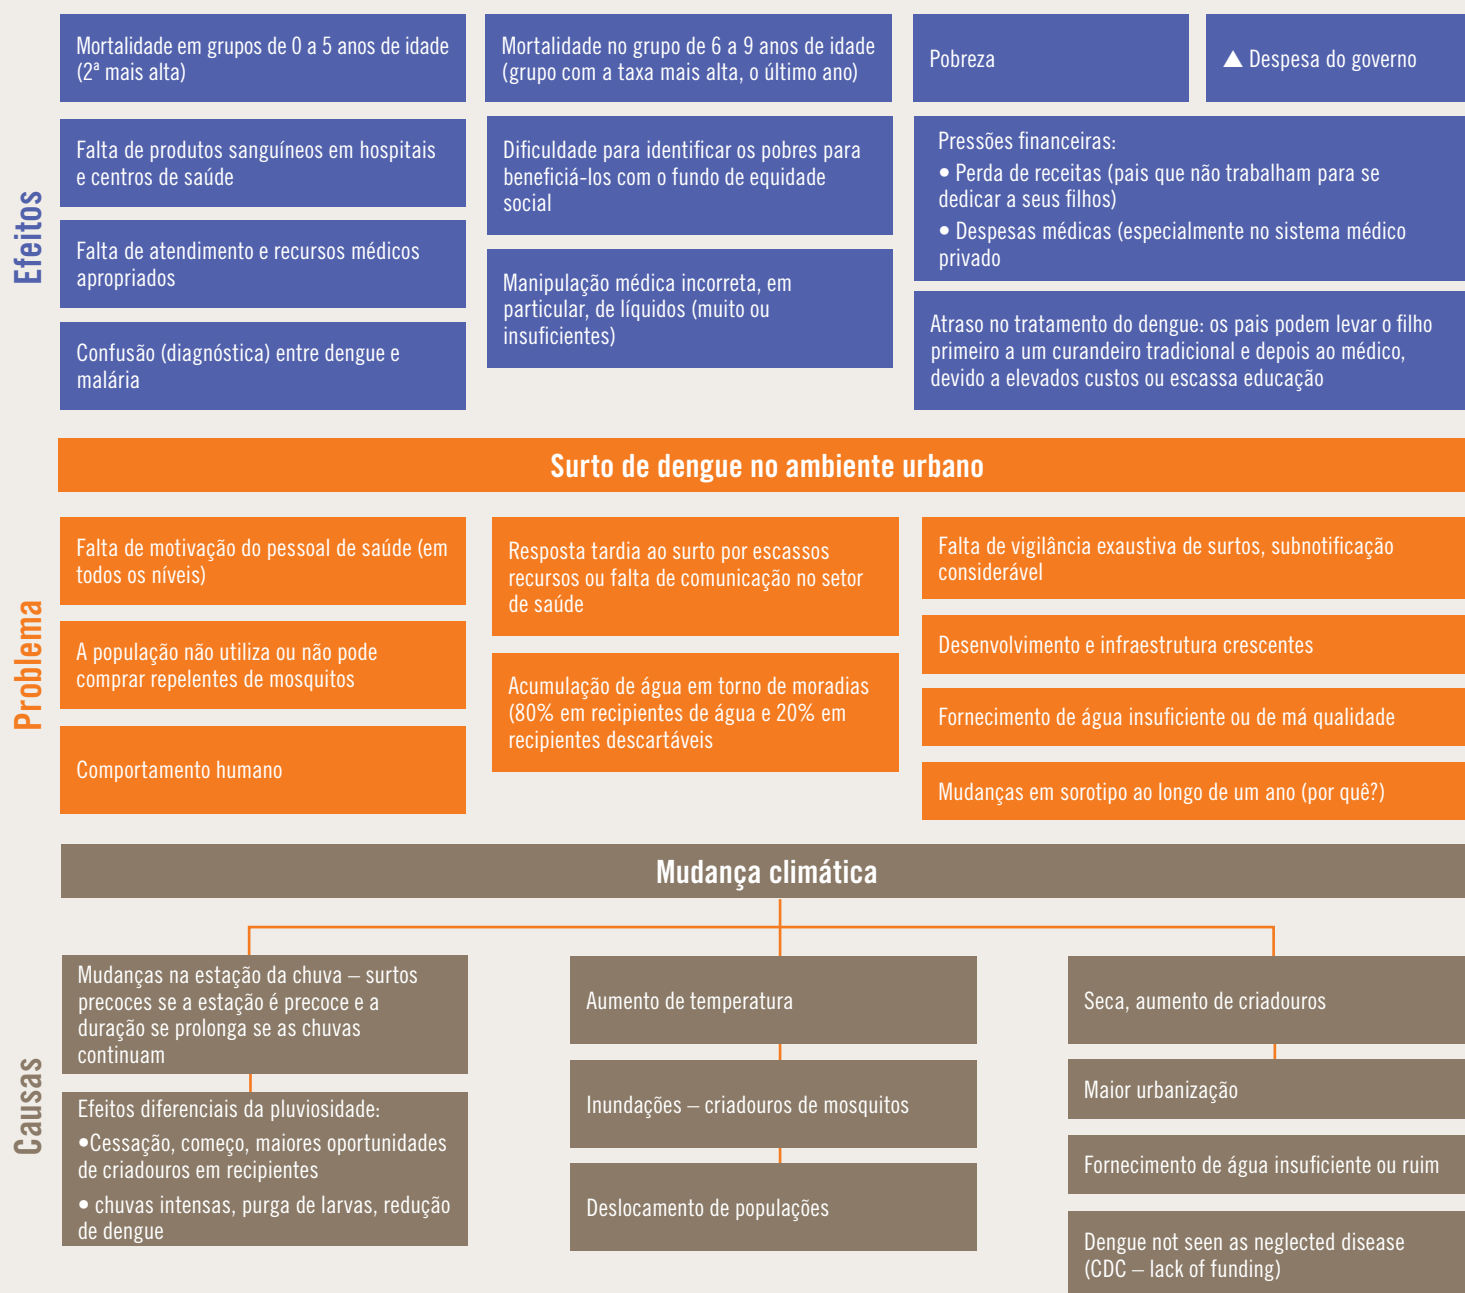 Efeitos
Mortalidade em grupos de 0 a 5 anos de idade
(2ª mais alta)
Mortalidade no grupo de 6 a 9 anos de idade
(grupo com a taxa mais alta, o último ano)
Pobreza
▲ Despesa do governo
Falta de produtos sanguíneos em hospitais
e centros de saúde
Dificuldade para identificar os pobres para
beneficiá-los com o fundo de equidade
social
Pressões financeiras:
• Perda de receitas (pais que não trabalham para se
dedicar a seus filhos)
• Despesas médicas (especialmente no sistema médico
privado
Falta de atendimento e recursos médicos
apropriados
Manipulação médica incorreta, em
particular, de líquidos (muito ou
insuficientes)
Atraso no tratamento do dengue: os pais podem levar o filho
primeiro a um curandeiro tradicional e depois ao médico,
devido a elevados custos ou escassa educação
Confusão (diagnóstica) entre dengue e
malária
Surto de dengue no ambiente urbano
Problema
Falta de motivação do pessoal de saúde (em
todos os níveis)
Resposta tardia ao surto por escassos
recursos ou falta de comunicação no setor
de saúde
Falta de vigilância exaustiva de surtos, subnotificação
considerável
A população não utiliza ou não pode
comprar repelentes de mosquitos
Acumulação de água em torno de moradias
(80% em recipientes de água e 20% em
recipientes descartáveis
Desenvolvimento e infraestrutura crescentes
Fornecimento de água insuficiente ou de má qualidade
Comportamento humano
Mudanças em sorotipo ao longo de um ano (por quê?)
Mudança climática
Causas
Mudanças na estação da chuva – surtos
precoces se a estação é precoce e a
duração se prolonga se as chuvas
continuam
Efeitos diferenciais da pluviosidade:
•Cessação, começo, maiores oportunidades
de criadouros em recipientes
• chuvas intensas, purga de larvas, redução
de dengue
Aumento de temperatura
Inundações – criadouros de mosquitos
Deslocamento de populações
Seca, aumento de criadouros
Maior urbanização
Fornecimento de água insuficiente ou ruim
Dengue not seen as neglected disease
(CDC – lack of funding)